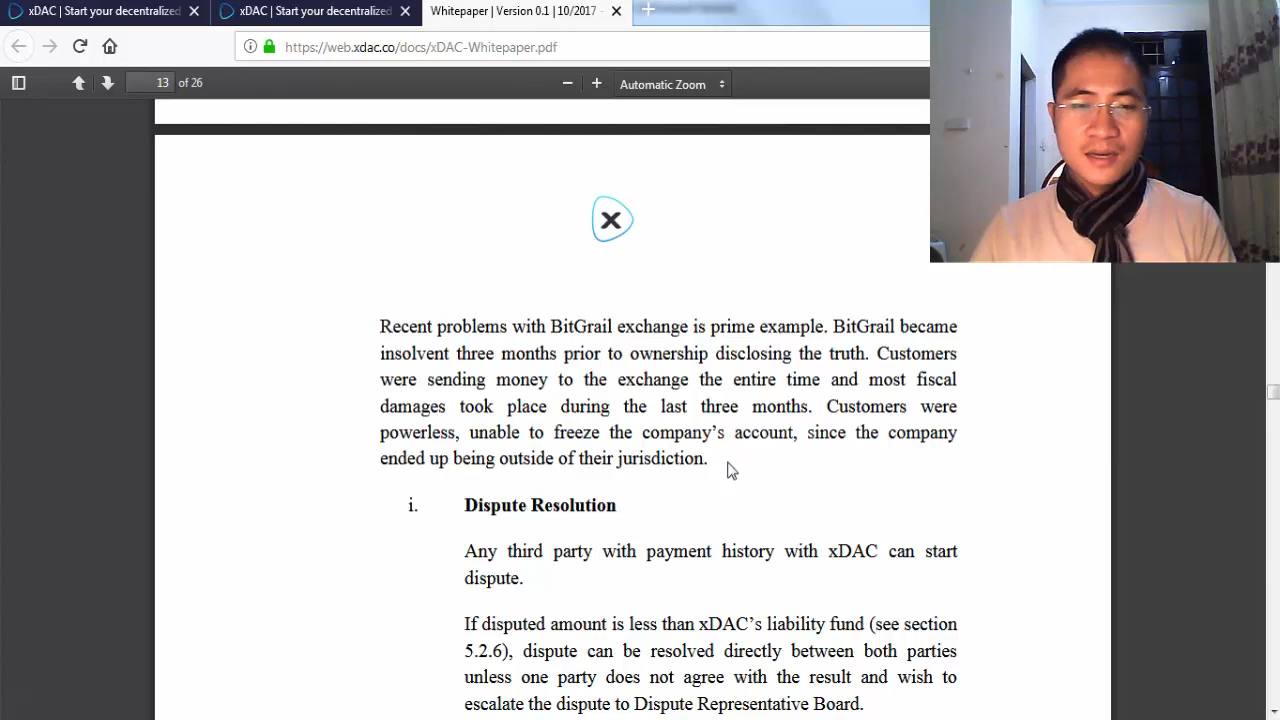 xDAC | Start your decentralized
xDAC | Start your decentralized
Whitepaper | Version 0.1 | 10/2017 -
https://web.xdac.co/docs/xDAC-Whitepaper.pdf
13 of 26
Automatic Zoom
Recent problems with BitGrail exchange is prime example. BitGrail became
insolvent three months prior to ownership disclosing the truth. Customers
were sending money to the exchange the entire time and most fiscal
damages took place during the last three months. Customers were
powerless, unable to freeze the company's account, since the company
ended up being outside of their jurisdiction.
i. Dispute Resolution
Any third party with payment history with xDAC can start
dispute.
If disputed amount is less than xDAC's liability fund (see section
5.2.6), dispute can be resolved directly between both parties
unless one party does not agree with the result and wish to
escalate the dispute to Dispute Representative Board.